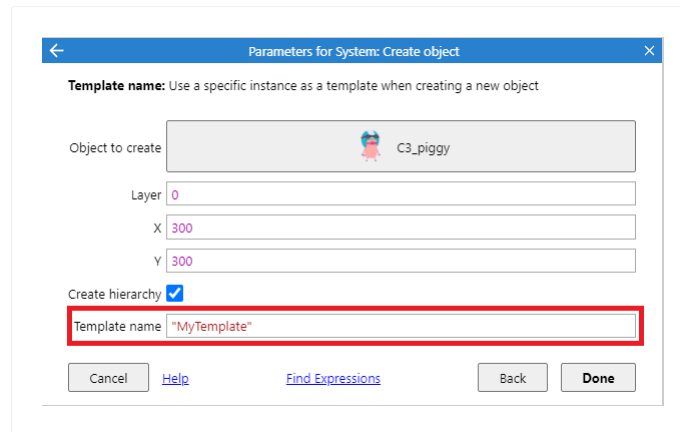 Parameters for System: Create object
Template name: Use a specific instance as a template when creating a new object
Object to create C3_piggy
Layer 0
X 300
Y 300
Create hierarchy
Template name "MyTemplate"
Cancel Help Find Expressions Back Done